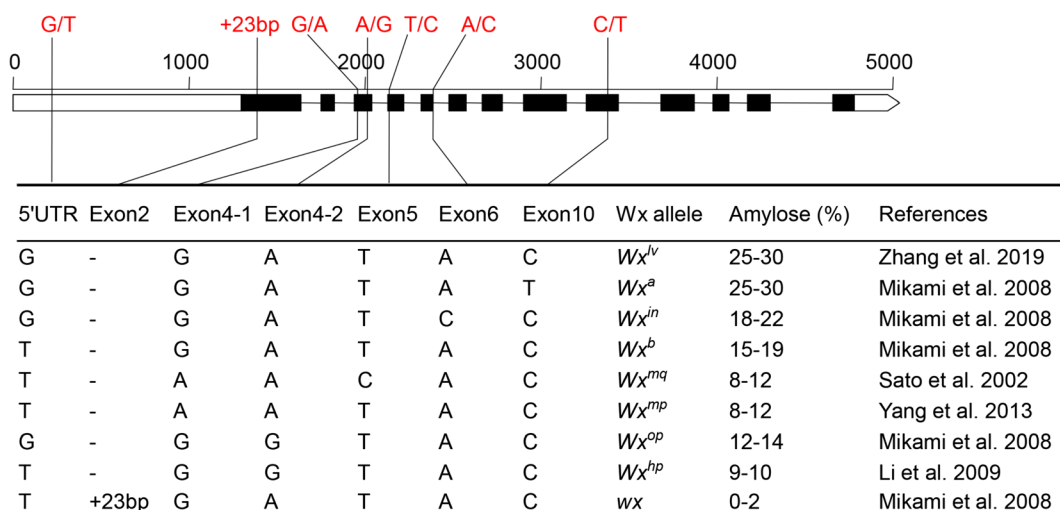 G/T +23bp G/A A/G T/C A/C C/T
0 1000 2000 3000 4000 5000
5'UTR Exon2 Exon4-1 Exon4-2 Exon5 Exon6 Exon10 Wx allele Amylose (%) References
G - G A T A C Wxlv 25-30 Zhang et al. 2019
G - G A T A T Wxa 25-30 Mikami et al. 2008
G - G A T C C Wxin 18-22 Mikami et al. 2008
T - G A T A C Wxb 15-19 Mikami et al. 2008
T - A A C A C Wxmq 8-12 Sato et al. 2002
T - A A T A C Wxmp 8-12 Yang et al. 2013
G - G G T A C Wxop 12-14 Mikami et al. 2008
T - G G T A C Wxhp 9-10 Li et al. 2009
T +23bp G A T A C wx 0-2 Mikami et al. 2008